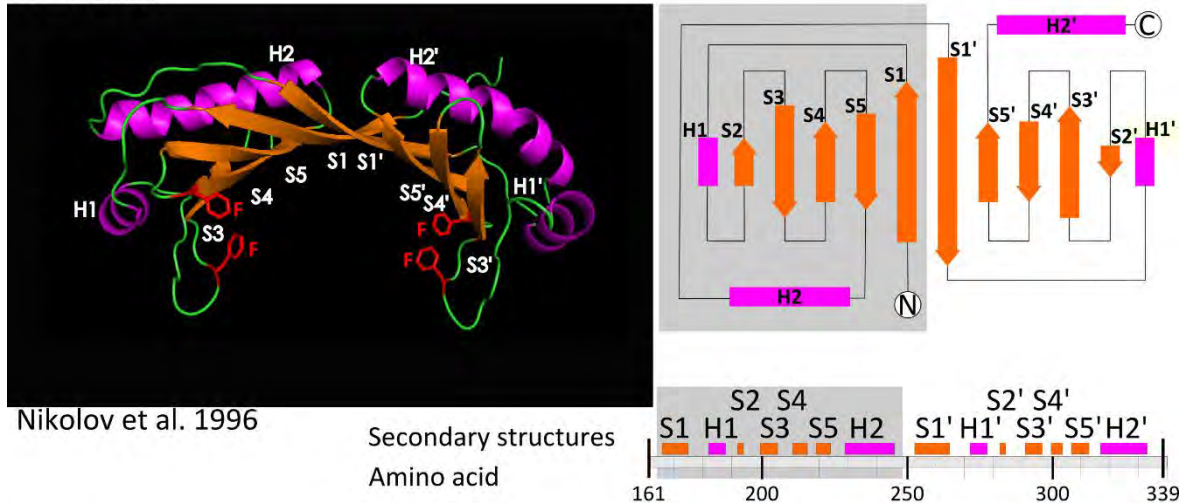 H2 H2'
S1 S1'
S5 S5'
S4 S4'
H1 H1'
F F
S3 F
F S3'
H2' C
S1'
S1
S3 S4 S5 S5' S4' S3'
H1 S2 S2' H1'
H2 N
Nikolov et al. 1996
S2 S4 S2' S4'
Secondary structures S1 H1 S3 S5 H2 S1' H1' S3' S5' H2'
Amino acid
161 200 250 300 339